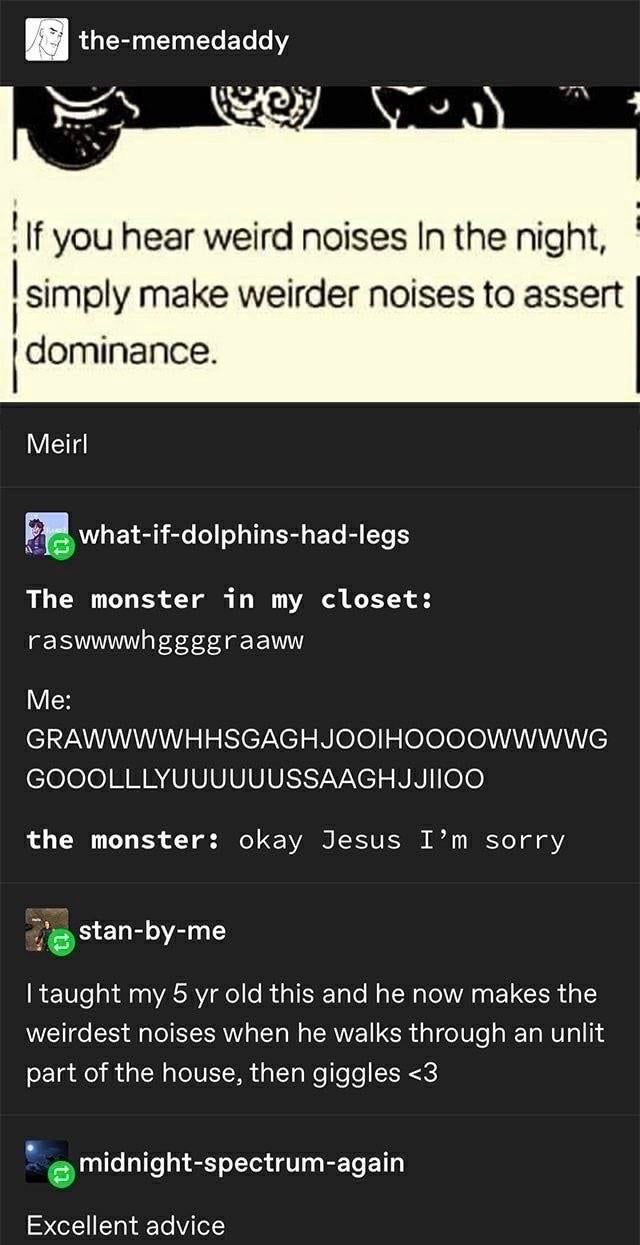 the-memedaddy
If you hear weird noises In the night,
simply make weirder noises to assert
dominance.
Meirl
what-if-dolphins-had-legs
The monster in my closet:
raswwwwhggggraaww
Me:
GRAWWWWHHSGAGHJOOIHOOOOWWWWG
GOOOLLLYUUUUUUSSAAGHJJIIOO
the monster: okay Jesus I’m sorry
stan-by-me
I taught my 5 yr old this and he now makes the
weirdest noises when he walks through an unlit
part of the house, then giggles <3
midnight-spectrum-again
Excellent advice